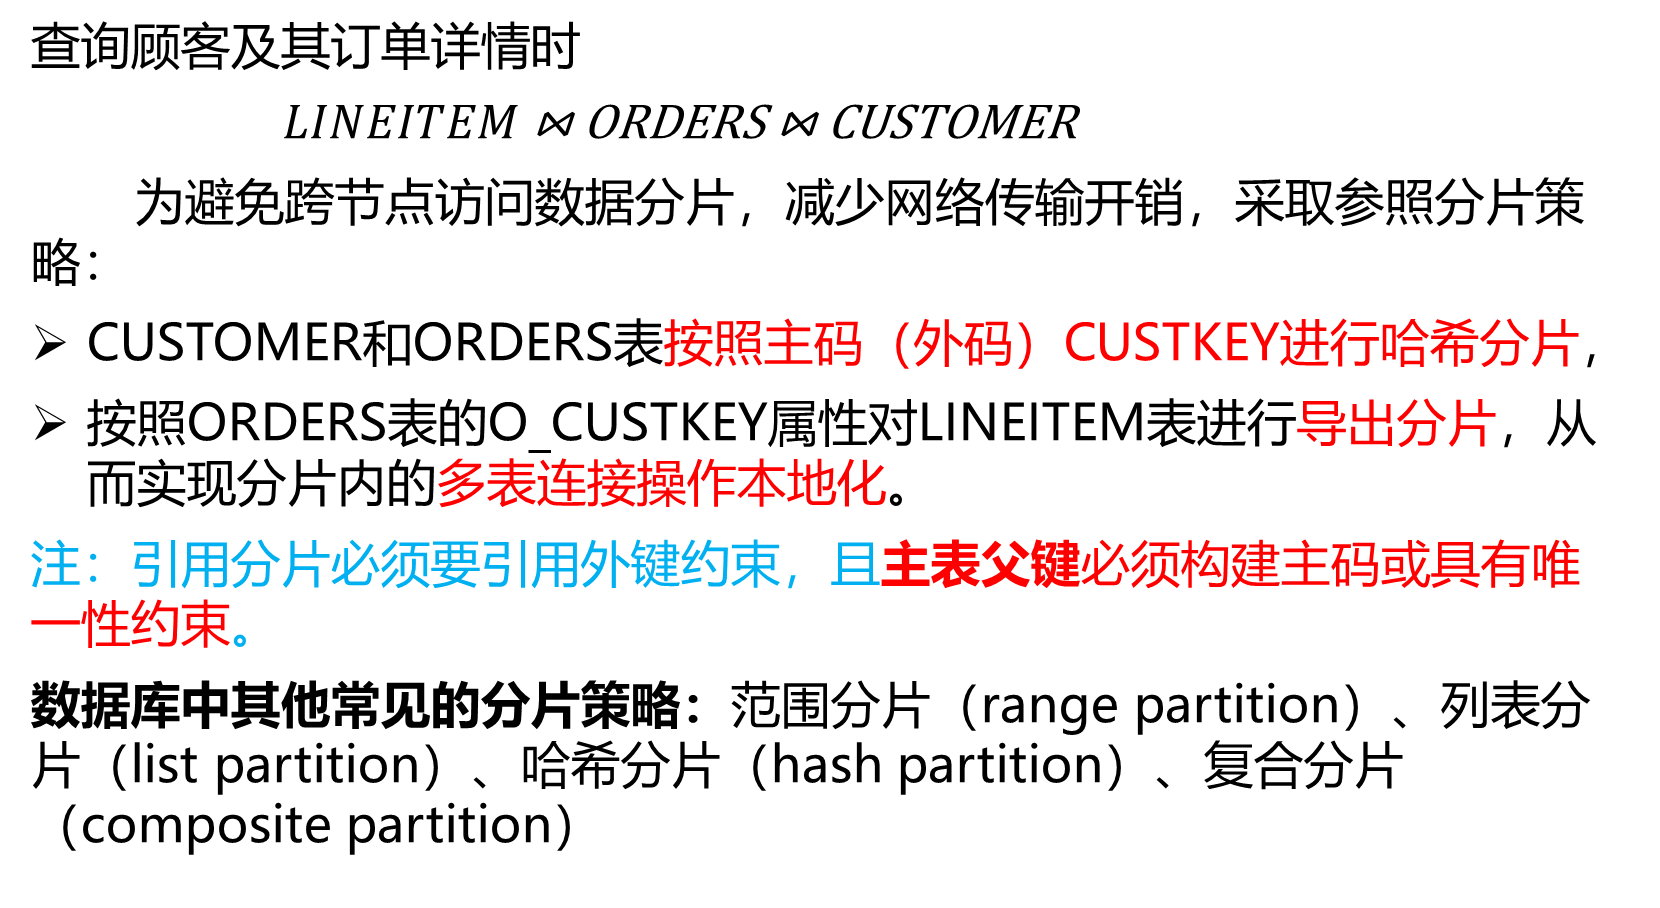 查询顾客及其订单详情时
LINEITEM ⋈ ORDERS ⋈ CUSTOMER
为避免跨节点访问数据分片，减少网络传输开销，采取参照分片策
略：
➢ CUSTOMER和ORDERS表按照主码（外码）CUSTKEY进行哈希分片，
➢ 按照ORDERS表的O_CUSTKEY属性对LINEITEM表进行导出分片，从
而实现分片内的多表连接操作本地化。
注：引用分片必须要引用外键约束，且主表父键必须构建主码或具有唯
一性约束。
数据库中其他常见的分片策略：范围分片（range partition）、列表分
片（list partition）、哈希分片（hash partition）、复合分片
（composite partition）